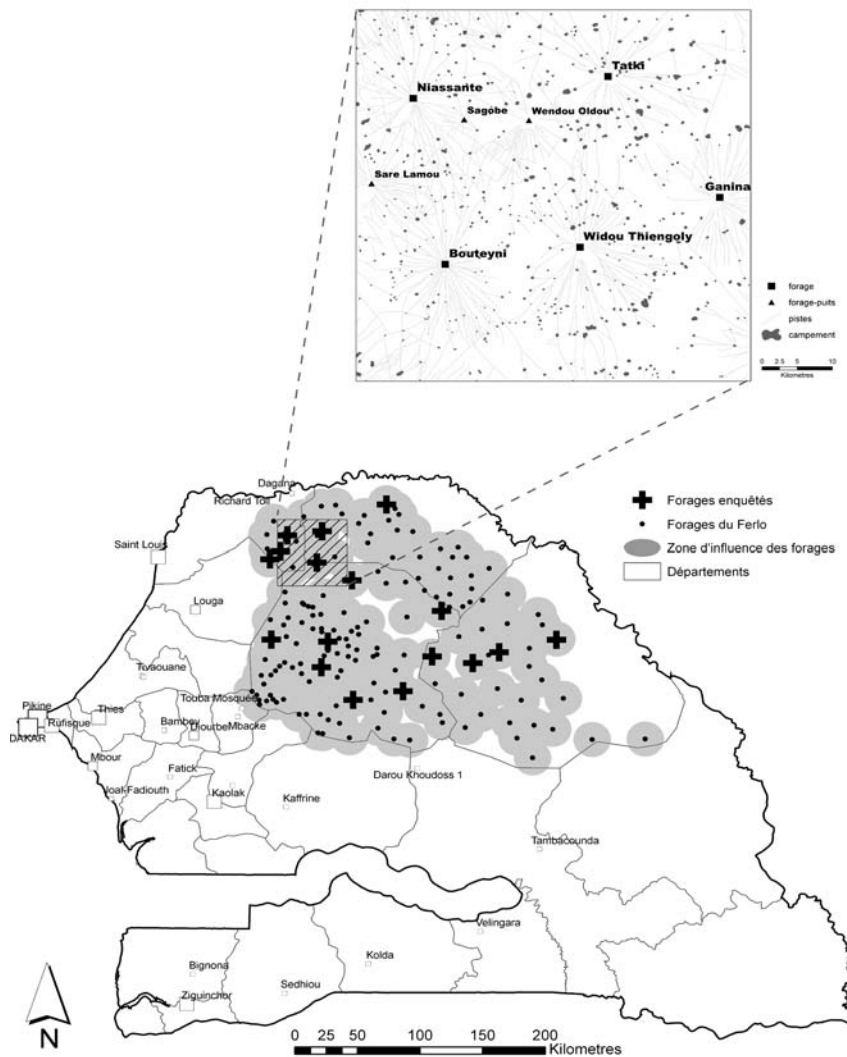 Tatki
Niassante
Sagobe
Wendou Oldou
Sare Lamou
Ganina
Widou Thiengoly
Bouteyni
forage
forage-puits
pistes
campement
0 2.5 5 10
Kilometres
Dagana
Richard Toll
Forages enquêtés
Forages du Ferlo
Zone d'influence des forages
Départements
Saint Louis
Louga
Tivaouane
Touba Mosquée
Pikine
Thies
Rufisque
DAKAR
Bambey
Diourbel
Mbacke
Mbour
Fatick
Darou Khoudoss 1
Joal-Fadiouth
Kaolak
Kaffrine
Tambacounda
Velingara
Kolda
Bignona
Sedhiou
Ziguinchor
N
0 25 50 100 150 200
Kilometres